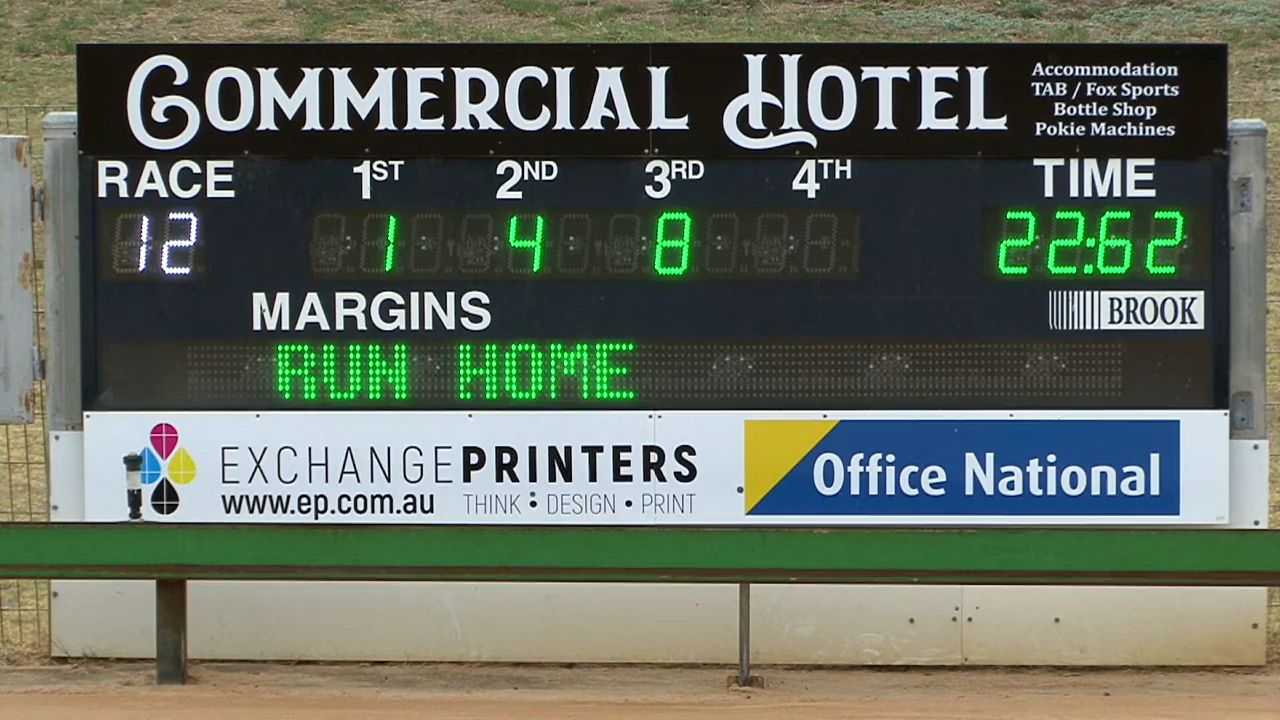 COMMERCIAL HOTEL
Accommodation
TAB / Fox Sports
Bottle Shop
Pokie Machines
RACE 1ST 2ND 3RD 4TH TIME
12 1 4 8 22:62
MARGINS
BROOK
RUN HOME
EXCHANGEPRINTERS
www.ep.com.au THINK • DESIGN • PRINT
Office National